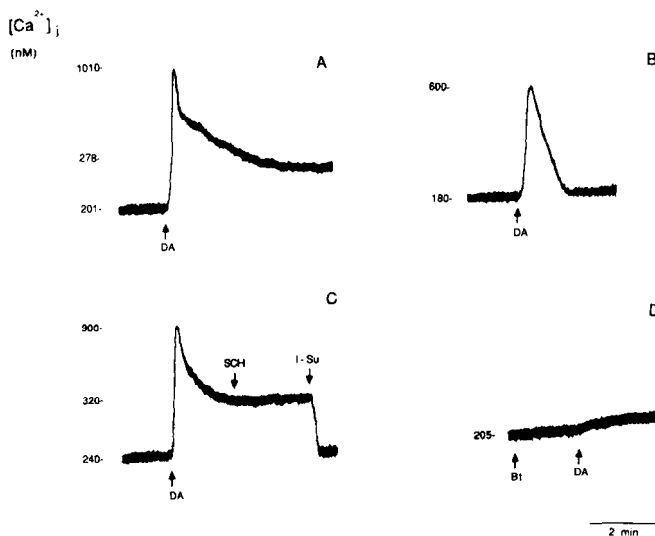 [Ca²⁺] i
(nM)
A
1010-
278-
201-
DA
B
600-
180-
DA
C
900-
320-
240-
SCH
l-Su
DA
D
205-
Bt
DA
2 min